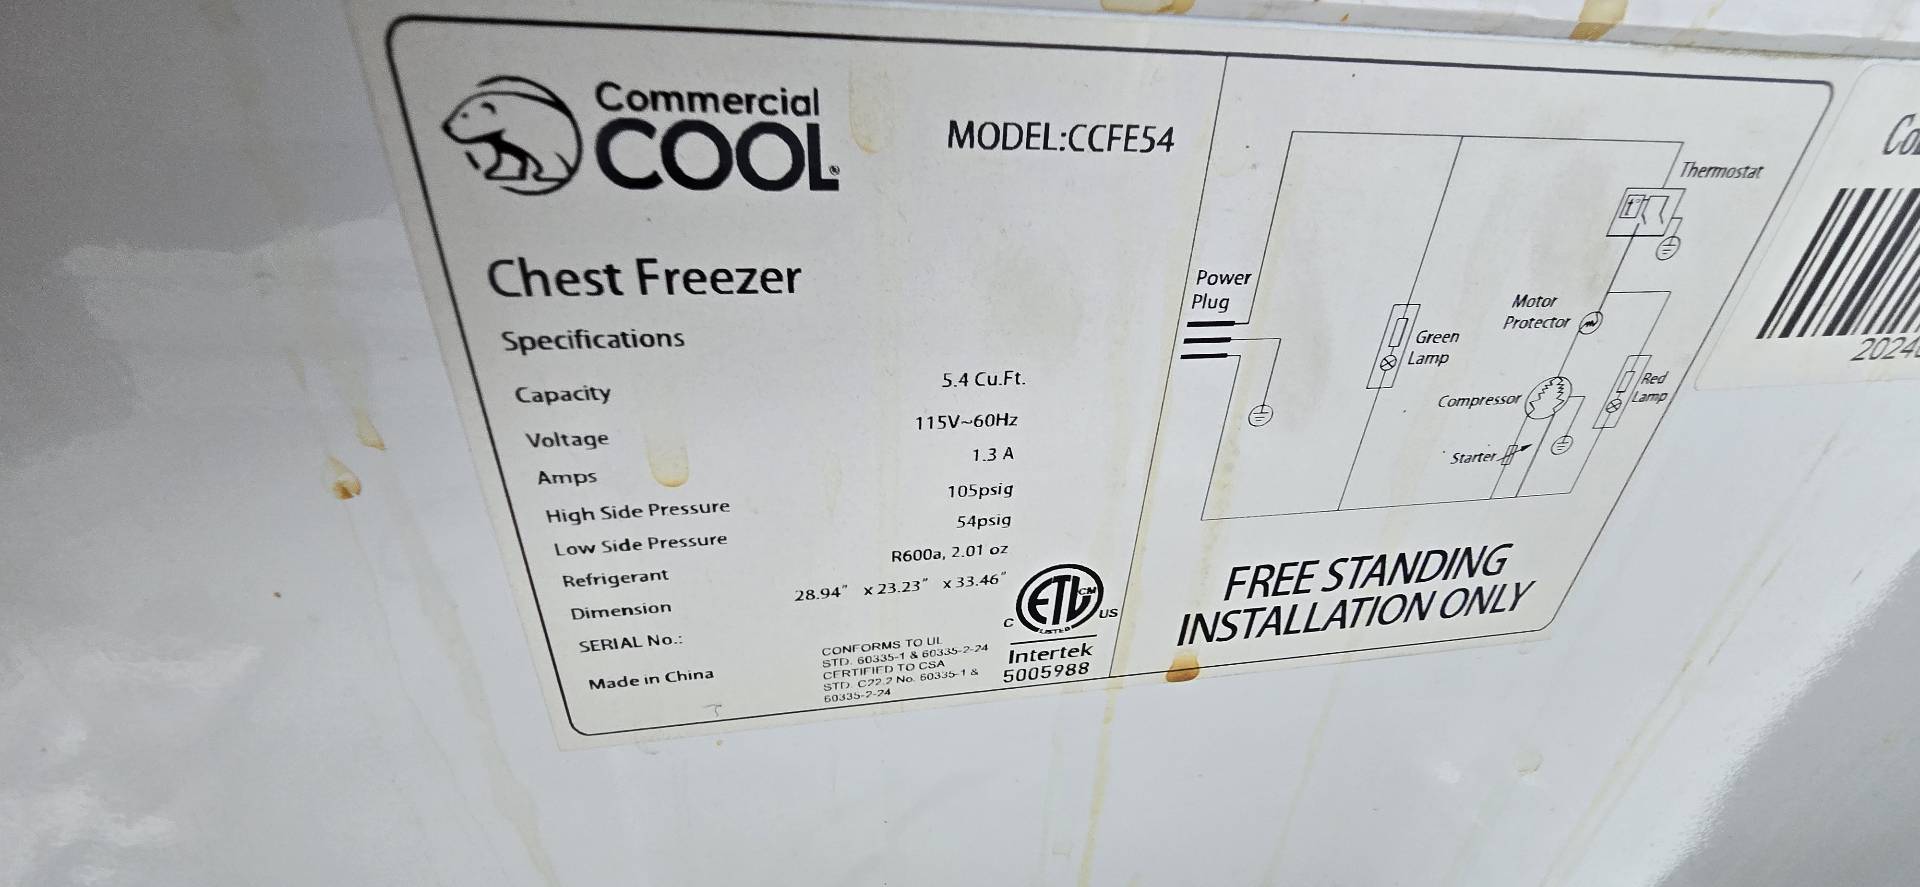 Commercial
COOL®
MODEL:CCFE54
Chest Freezer
Specifications
Capacity 5.4 Cu.Ft.
Voltage 115V~60Hz
Amps 1.3 A
High Side Pressure 105psig
Low Side Pressure 54psig
Refrigerant R600a, 2.01 oz
Dimension 28.94" x 23.23" x 33.46"
SERIAL No.:
Made in China
CONFORMS TO UL
STD. 60335-1 & 60335-2-24
CERTIFIED TO CSA
STD. C22.2 No. 60335-1 &
60335-2-24
C ETL CM US
LISTED
Intertek
5005988
Power
Plug
Green
Lamp
Thermostat
t°
Motor
Protector
Compressor
Starter
Red
Lamp
FREE STANDING
INSTALLATION ONLY
2024